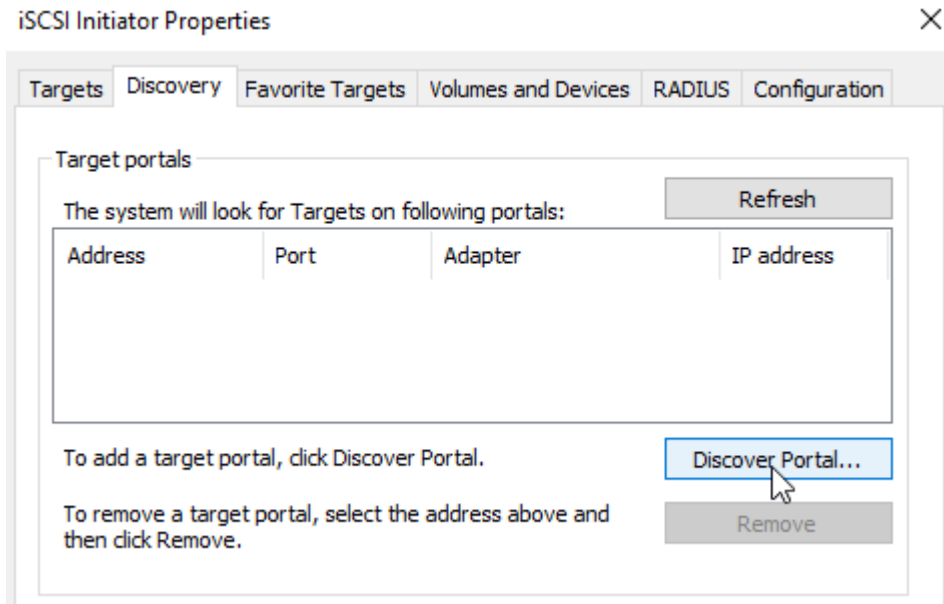 iSCSI Initiator Properties
Targets Discovery Favorite Targets Volumes and Devices RADIUS Configuration
Target portals
The system will look for Targets on following portals:
Refresh
Address Port Adapter IP address
To add a target portal, click Discover Portal.
Discover Portal...
To remove a target portal, select the address above and
then click Remove.
Remove